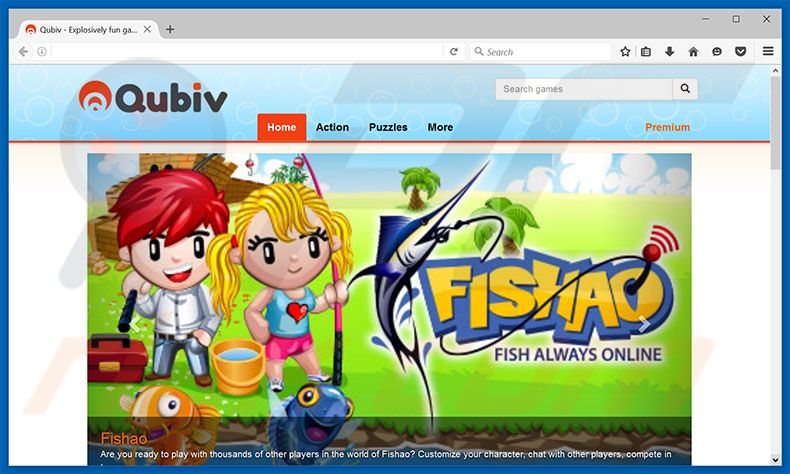 Qubiv - Explosively fun ga...
Search
Qubiv
Search games
Home Action Puzzles More Premium
FISHAO
FISH ALWAYS ONLINE
Fishao
Are you ready to play with thousands of other players in the world of Fishao? Customize your character, chat with other players, compete in